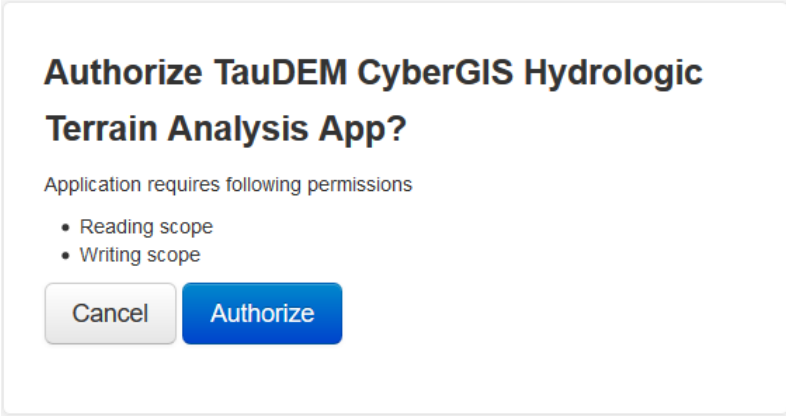 Authorize TauDEM CyberGIS Hydrologic
Terrain Analysis App?
Application requires following permissions
• Reading scope
• Writing scope
Cancel Authorize